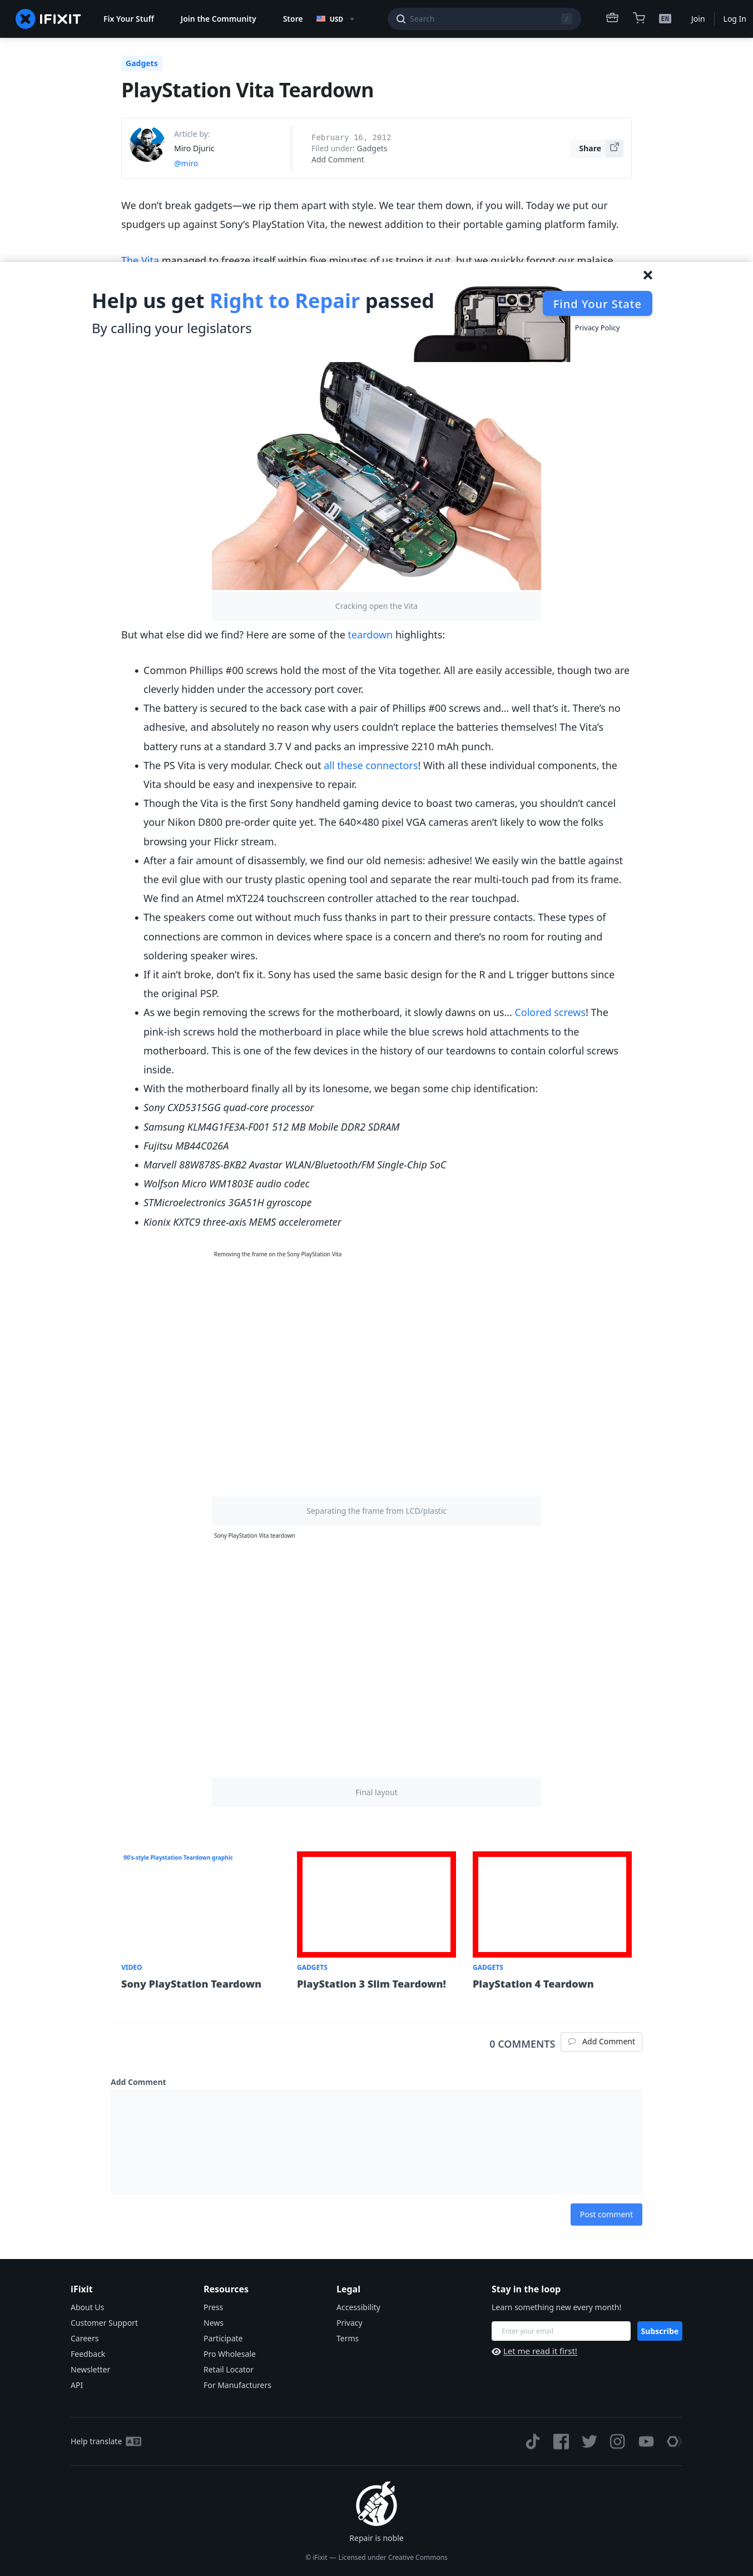 IFIXIT
Fix Your Stuff
Join the Community
Store
USD
Search
/
EN
Join
Log In
Gadgets
PlayStation Vita Teardown
Article by:
Miro Djuric
@miro
February 16, 2012
Filed under: Gadgets
Add Comment
Share
We don’t break gadgets—we rip them apart with style. We tear them down, if you will. Today we put our
spudgers up against Sony’s PlayStation Vita, the newest addition to their portable gaming platform family.
The Vita managed to freeze itself within five minutes of us trying it out, but we quickly forgot our malaise
Help us get Right to Repair passed
By calling your legislators
Find Your State
Privacy Policy
Cracking open the Vita
But what else did we find? Here are some of the teardown highlights:
Common Phillips #00 screws hold the most of the Vita together. All are easily accessible, though two are
cleverly hidden under the accessory port cover.
The battery is secured to the back case with a pair of Phillips #00 screws and… well that’s it. There’s no
adhesive, and absolutely no reason why users couldn’t replace the batteries themselves! The Vita’s
battery runs at a standard 3.7 V and packs an impressive 2210 mAh punch.
The PS Vita is very modular. Check out all these connectors! With all these individual components, the
Vita should be easy and inexpensive to repair.
Though the Vita is the first Sony handheld gaming device to boast two cameras, you shouldn’t cancel
your Nikon D800 pre-order quite yet. The 640×480 pixel VGA cameras aren’t likely to wow the folks
browsing your Flickr stream.
After a fair amount of disassembly, we find our old nemesis: adhesive! We easily win the battle against
the evil glue with our trusty plastic opening tool and separate the rear multi-touch pad from its frame.
We find an Atmel mXT224 touchscreen controller attached to the rear touchpad.
The speakers come out without much fuss thanks in part to their pressure contacts. These types of
connections are common in devices where space is a concern and there’s no room for routing and
soldering speaker wires.
If it ain’t broke, don’t fix it. Sony has used the same basic design for the R and L trigger buttons since
the original PSP.
As we begin removing the screws for the motherboard, it slowly dawns on us… Colored screws! The
pink-ish screws hold the motherboard in place while the blue screws hold attachments to the
motherboard. This is one of the few devices in the history of our teardowns to contain colorful screws
inside.
With the motherboard finally all by its lonesome, we began some chip identification:
Sony CXD5315GG quad-core processor
Samsung KLM4G1FE3A-F001 512 MB Mobile DDR2 SDRAM
Fujitsu MB44C026A
Marvell 88W878S-BKB2 Avastar WLAN/Bluetooth/FM Single-Chip SoC
Wolfson Micro WM1803E audio codec
STMicroelectronics 3GA51H gyroscope
Kionix KXTC9 three-axis MEMS accelerometer
Removing the frame on the Sony PlayStation Vita
Separating the frame from LCD/plastic
Sony PlayStation Vita teardown
Final layout
90's-style Playstation Teardown graphic
VIDEO
Sony PlayStation Teardown
GADGETS
PlayStation 3 Slim Teardown!
GADGETS
PlayStation 4 Teardown
0 COMMENTS
Add Comment
Add Comment
Post comment
iFixit
About Us
Customer Support
Careers
Feedback
Newsletter
API
Resources
Press
News
Participate
Pro Wholesale
Retail Locator
For Manufacturers
Legal
Accessibility
Privacy
Terms
Stay in the loop
Learn something new every month!
Enter your email
Subscribe
Let me read it first!
Help translate
Repair is noble
© iFixit — Licensed under Creative Commons